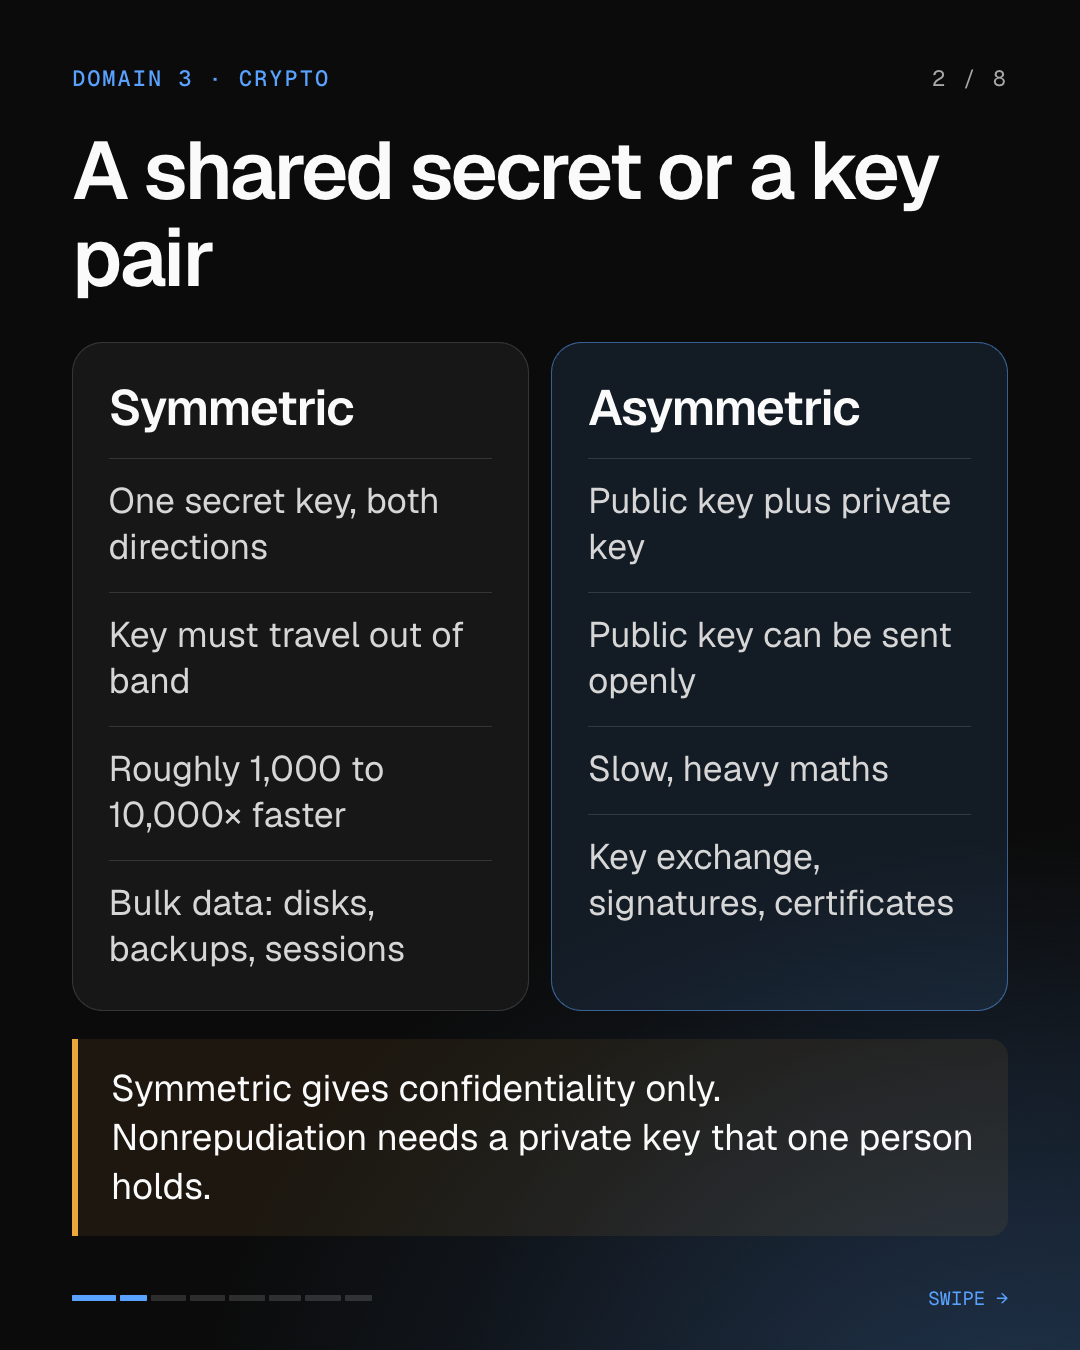 DOMAIN 3 · CRYPTO
2 / 8
A shared secret or a key
pair
Symmetric
One secret key, both
directions
Key must travel out of
band
Roughly 1,000 to
10,000× faster
Bulk data: disks,
backups, sessions
Asymmetric
Public key plus private
key
Public key can be sent
openly
Slow, heavy maths
Key exchange,
signatures, certificates
Symmetric gives confidentiality only.
Nonrepudiation needs a private key that one person
holds.
SWIPE →